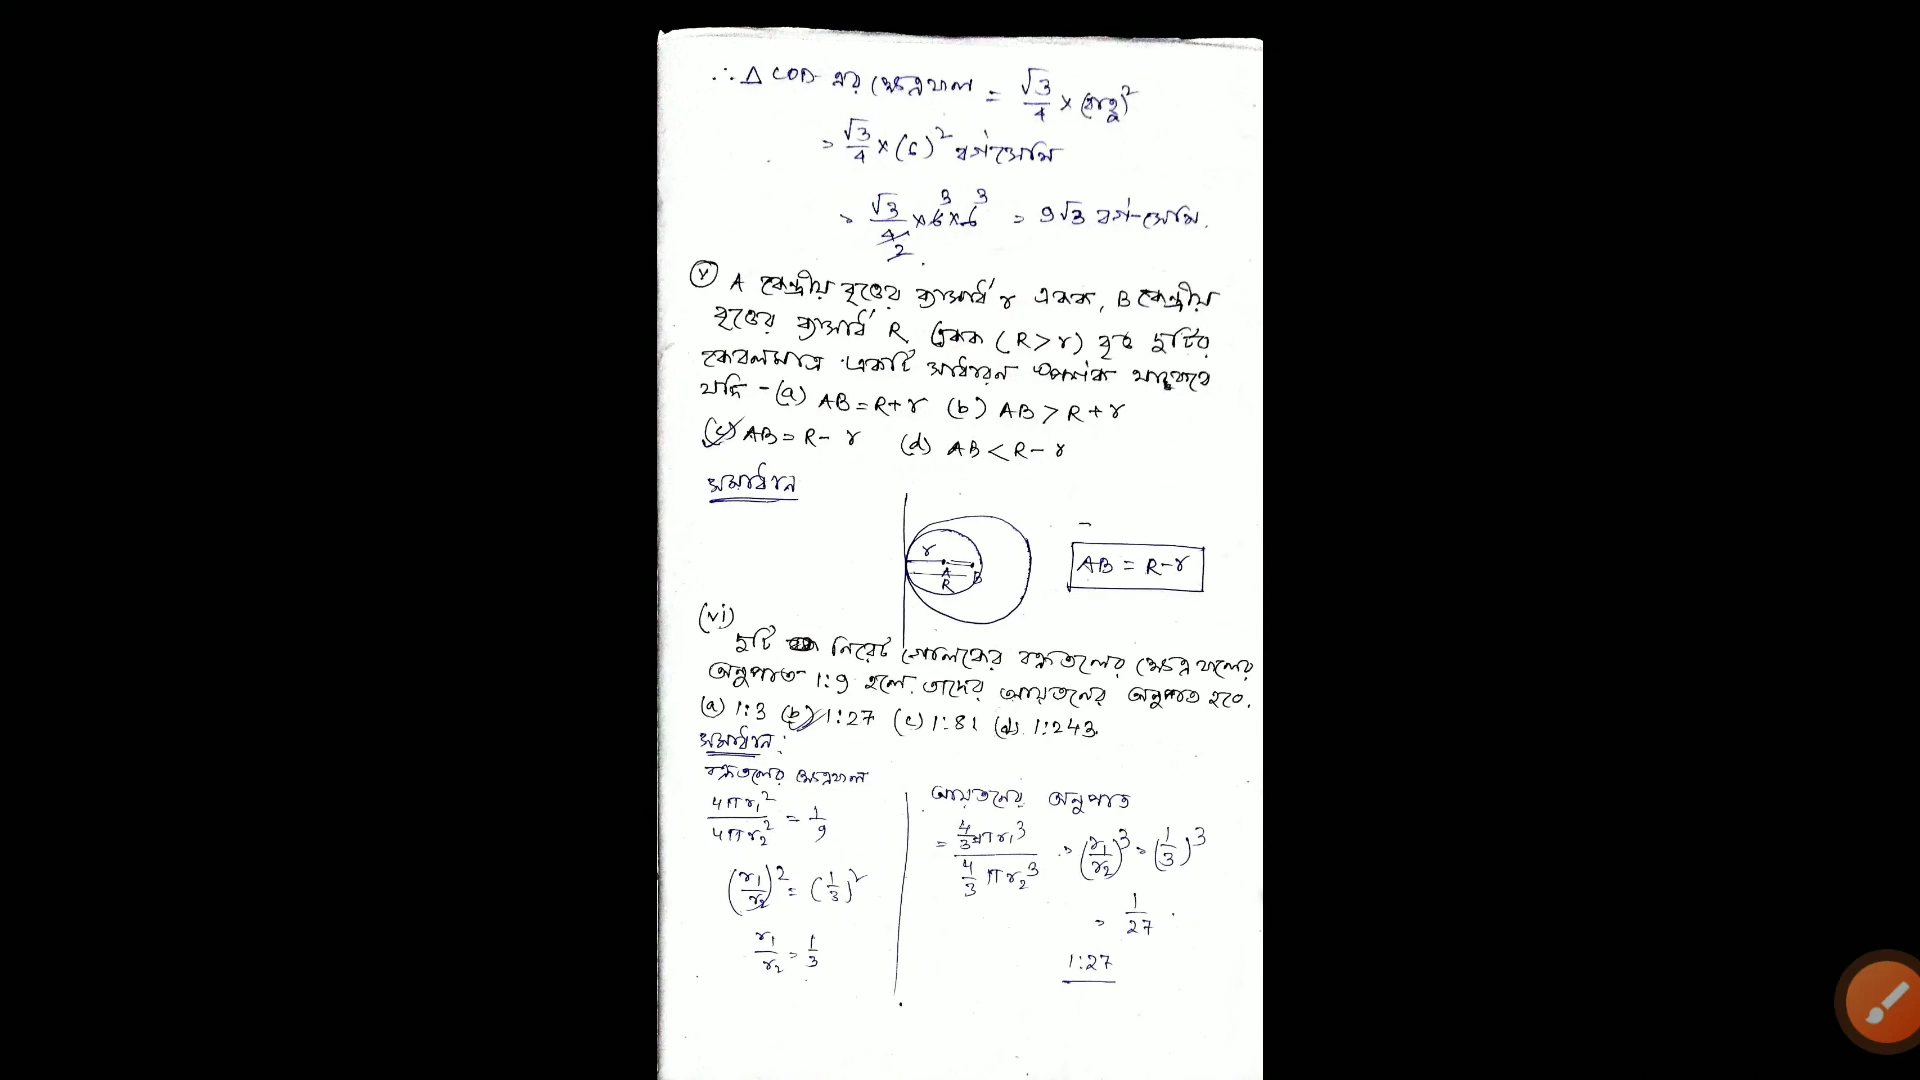 ∴ △ COD এর ক্ষেত্রফল = √3/4 × (বাহু)²
= √3/4 × (6)² বর্গসেমি
= √3/4 2 × 6 3 × 6 3 = 9√3 বর্গ-সেমি.
(v) A কেন্দ্রীয় বৃত্তের ব্যাসার্ধ r একক, B কেন্দ্রীয়
বৃত্তের ব্যাসার্ধ R একক (R > r) বৃত্ত দুটির
কেবলমাত্র একটি সাধারন স্পর্শক থাকবে
যদি - (a) AB = R + r (b) AB > R + r
(c) AB = R - r (d) AB < R - r
সমাধান
r
A B
R
AB = R - r
(vi)
দুটি নিরেট গোলকের বক্রতলের ক্ষেত্রফলের
অনুপাত 1:9 হলে, তাদের আয়তনের অনুপাত হবে.
(a) 1:3 (b) 1:27 (c) 1:81 (d) 1:243.
সমাধান:
বক্রতলের ক্ষেত্রফল
4πr₁²/4πr₂² = 1/9
(r₁/r₂)² = (1/3)²
r₁/r₂ = 1/3
আয়তনের অনুপাত
= 4/3 πr₁³ / 4/3 πr₂³ = (r₁/r₂)³ = (1/3)³
= 1/27
1:27